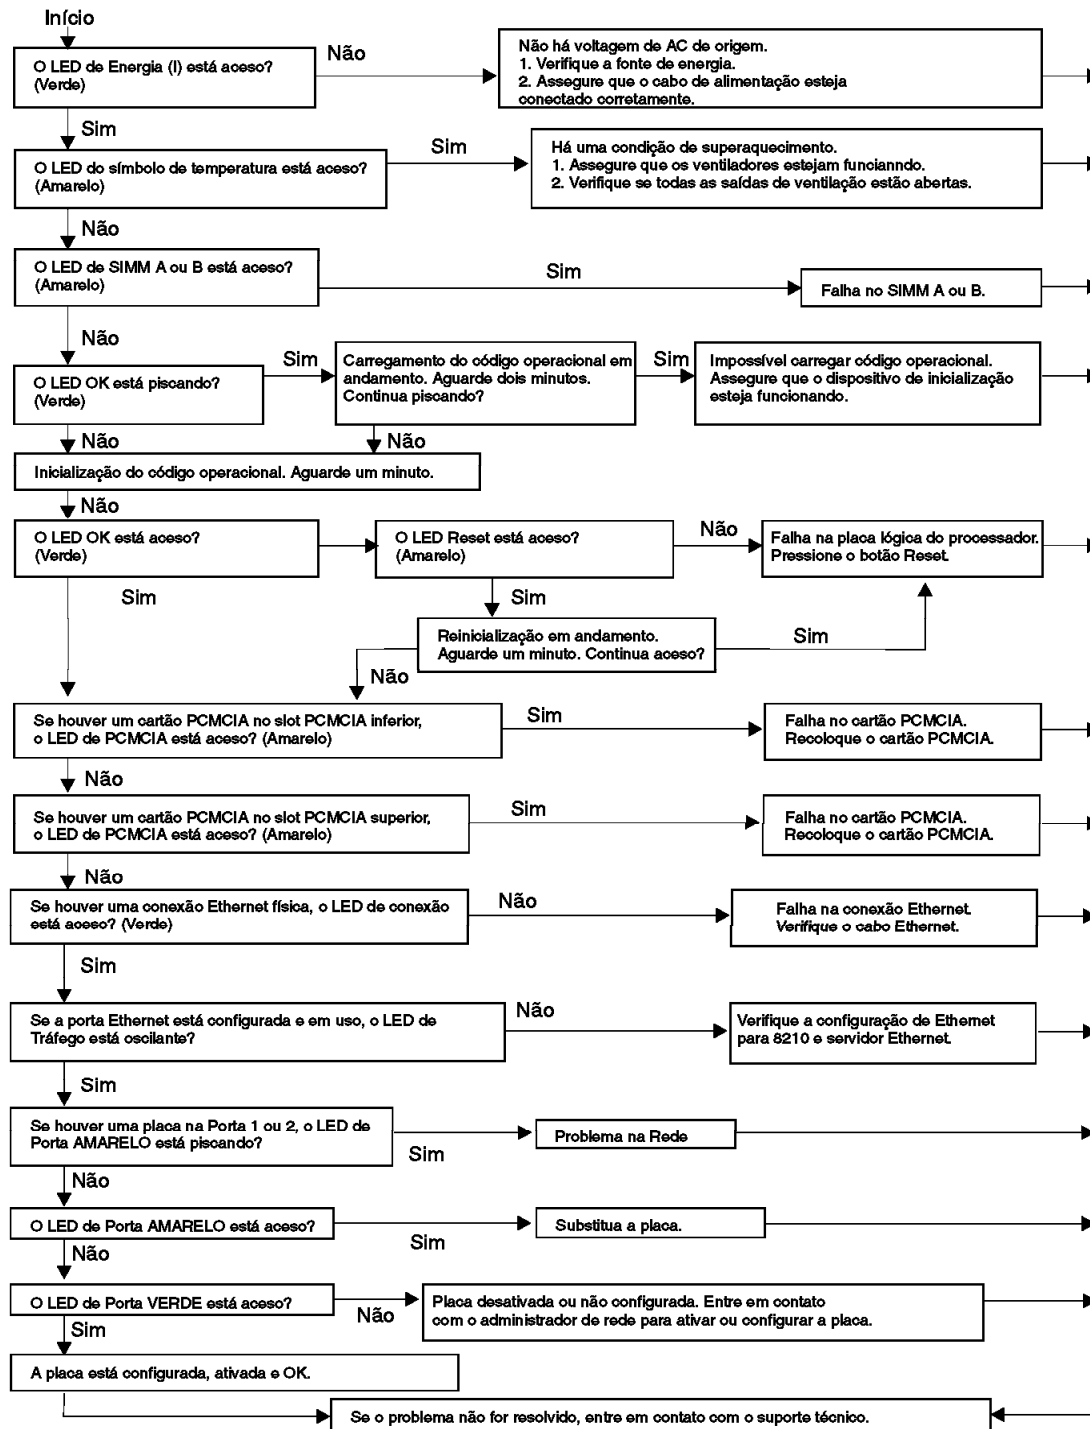 Início
O LED de Energia (I) está aceso?
(Verde)
Não
Não há voltagem de AC de origem.
1. Verifique a fonte de energia.
2. Assegure que o cabo de alimentação esteja
conectado corretamente.
Sim
O LED do símbolo de temperatura está aceso?
(Amarelo)
Sim
Há uma condição de superaquecimento.
1. Assegure que os ventiladores estejam funcianndo.
2. Verifique se todas as saídas de ventilação estão abertas.
Não
O LED de SIMM A ou B está aceso?
(Amarelo)
Sim
Falha no SIMM A ou B.
Não
O LED OK está piscando?
(Verde)
Sim
Carregamento do código operacional em
andamento. Aguarde dois minutos.
Continua piscando?
Sim
Impossível carregar código operacional.
Assegure que o dispositivo de inicialização
esteja funcionando.
Não
Não
Inicialização do código operacional. Aguarde um minuto.
Não
O LED OK está aceso?
(Verde)
O LED Reset está aceso?
(Amarelo)
Não
Falha na placa lógica do processador.
Pressione o botão Reset.
Sim
Sim
Reinicialização em andamento.
Aguarde um minuto. Continua aceso?
Sim
Não
Se houver um cartão PCMCIA no slot PCMCIA inferior,
o LED de PCMCIA está aceso? (Amarelo)
Sim
Falha no cartão PCMCIA.
Recoloque o cartão PCMCIA.
Não
Se houver um cartão PCMCIA no slot PCMCIA superior,
o LED de PCMCIA está aceso? (Amarelo)
Sim
Falha no cartão PCMCIA.
Recoloque o cartão PCMCIA.
Não
Se houver uma conexão Ethernet física, o LED de conexão
está aceso? (Verde)
Não
Falha na conexão Ethernet.
Verifique o cabo Ethernet.
Sim
Se a porta Ethernet está configurada e em uso, o LED de
Tráfego está oscilante?
Não
Verifique a configuração de Ethernet
para 8210 e servidor Ethernet.
Sim
Se houver uma placa na Porta 1 ou 2, o LED de
Porta AMARELO está piscando?
Sim
Problema na Rede
Não
O LED de Porta AMARELO está aceso?
Sim
Substitua a placa.
Não
O LED de Porta VERDE está aceso?
Não
Placa desativada ou não configurada. Entre em contato
com o administrador de rede para ativar ou configurar a placa.
Sim
A placa está configurada, ativada e OK.
Se o problema não for resolvido, entre em contato com o suporte técnico.